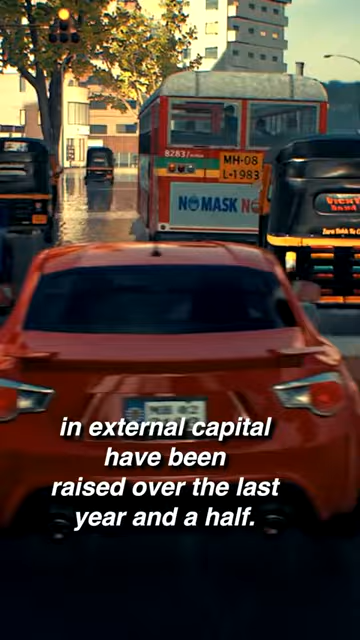 8283/
MH-08
L-1983
NO MASK NO
in external capital
have been
raised over the last
year and a half.